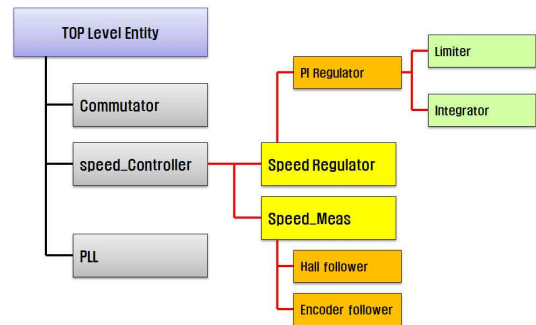 TOP Level Entity
Commutator
speed_Controller
PLL
PI Regulator
Limiter
Integrator
Speed Regulator
Speed_Meas
Hall follower
Encoder follower